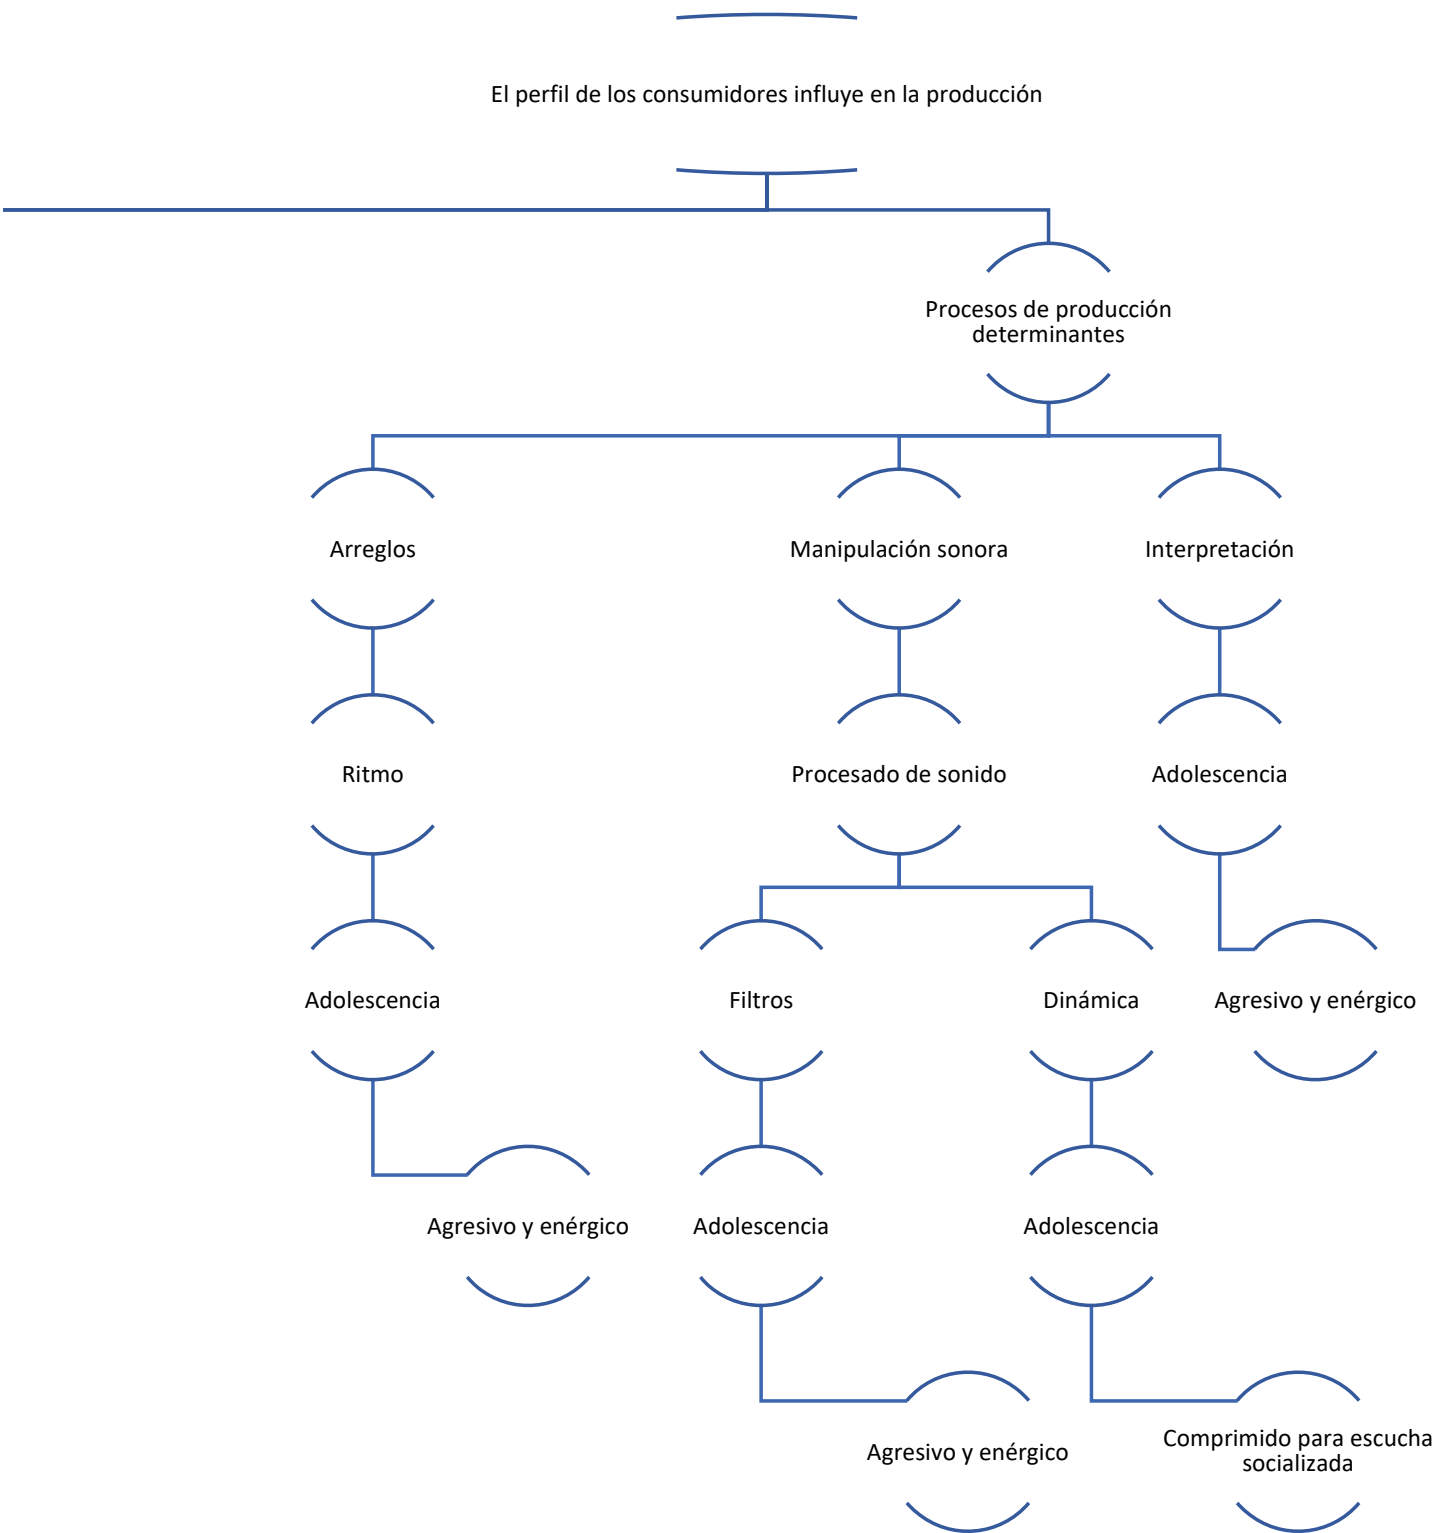 El perfil de los consumidores influye en la producción
Procesos de producción
determinantes
Arreglos
Manipulación sonora
Interpretación
Ritmo
Procesado de sonido
Adolescencia
Adolescencia
Filtros
Dinámica
Agresivo y enérgico
Agresivo y enérgico
Adolescencia
Adolescencia
Agresivo y enérgico
Comprimido para escucha
socializada